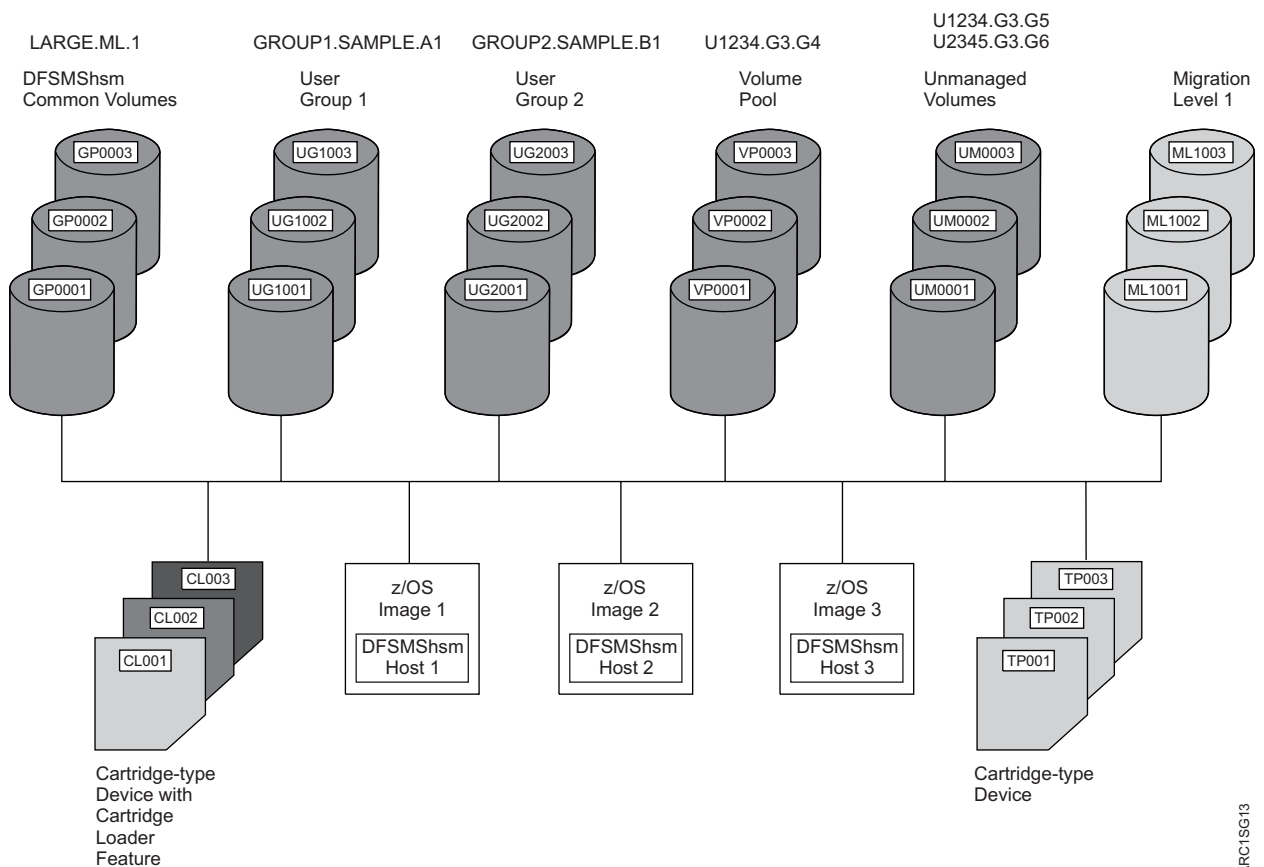 LARGE.ML.1
GROUP1.SAMPLE.A1
GROUP2.SAMPLE.B1
U1234.G3.G4
U1234.G3.G5
U2345.G3.G6
DFSMShsm
Common Volumes
User
Group 1
User
Group 2
Volume
Pool
Unmanaged
Volumes
Migration
Level 1
GP0003
GP0002
GP0001
UG1003
UG1002
UG1001
UG2003
UG2002
UG2001
VP0003
VP0002
VP0001
UM0003
UM0002
UM0001
ML1003
ML1002
ML1001
CL003
CL002
CL001
z/OS
Image 1
DFSMShsm
Host 1
z/OS
Image 2
DFSMShsm
Host 2
z/OS
Image 3
DFSMShsm
Host 3
TP003
TP002
TP001
Cartridge-type
Device with
Cartridge
Loader
Feature
Cartridge-type
Device
RC1SG13